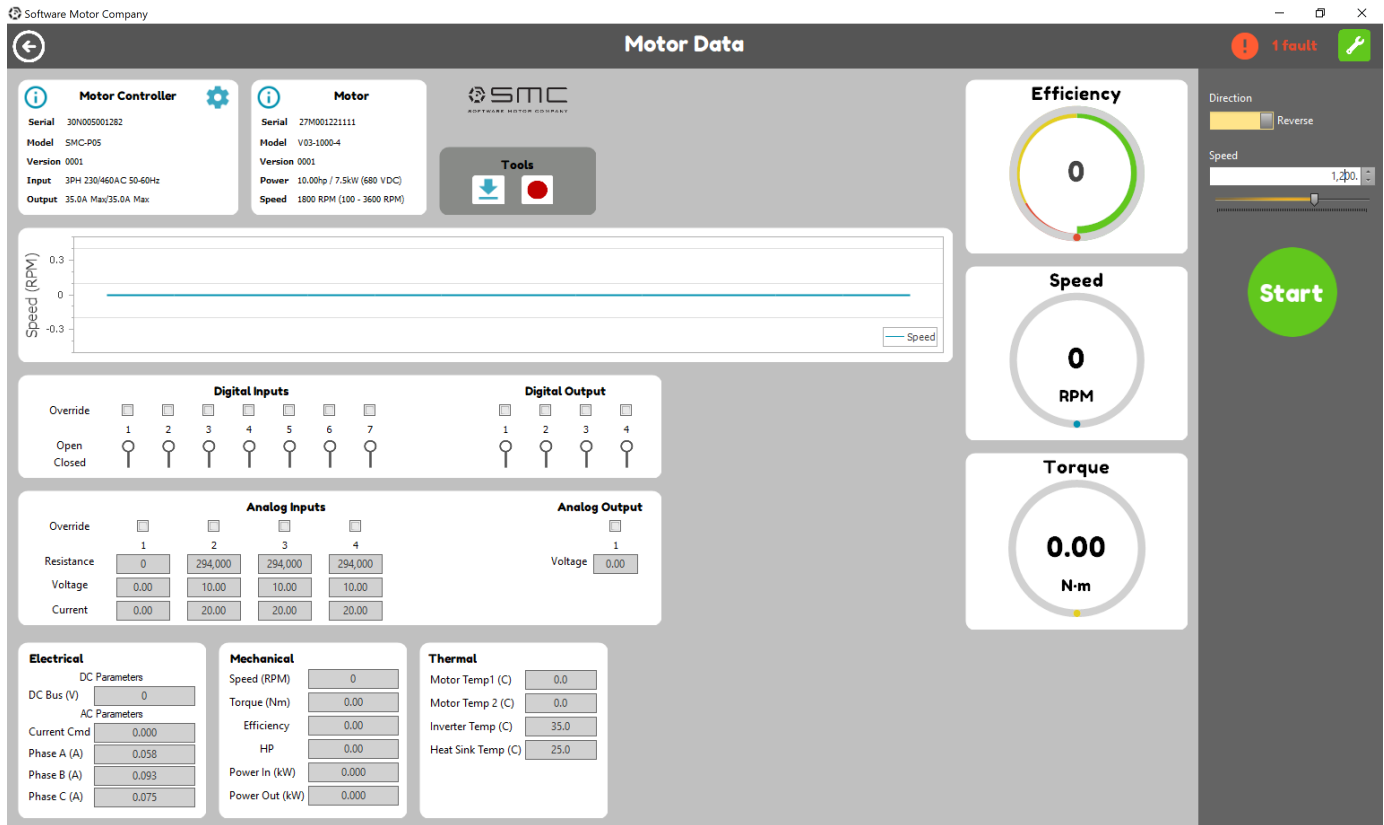 Software Motor Company
Motor Data
1 fault
Motor Controller
Serial 30N005001282
Model SMC-P05
Version 0001
Input 3PH 230/460AC 50-60Hz
Output 35.0A Max/35.0A Max
Motor
Serial 27M001221111
Model V03-1000-4
Version 0001
Power 10.00hp / 7.5kW (680 VDC)
Speed 1800 RPM (100 - 3600 RPM)
SMC
SOFTWARE MOTOR COMPANY
Tools
Efficiency
0
Direction
Reverse
Speed
1,200.
Start
Speed (RPM)
0.3
0
-0.3
Speed
Speed
0
RPM
Digital Inputs
Override
1 2 3 4 5 6 7
Open
Closed
Digital Output
1 2 3 4
Torque
0.00
N·m
Analog Inputs
Override
1 2 3 4
Resistance 0 294,000 294,000 294,000
Voltage 0.00 10.00 10.00 10.00
Current 0.00 20.00 20.00 20.00
Analog Output
1
Voltage 0.00
Electrical
DC Parameters
DC Bus (V) 0
AC Parameters
Current Cmd 0.000
Phase A (A) 0.058
Phase B (A) 0.093
Phase C (A) 0.075
Mechanical
Speed (RPM) 0
Torque (Nm) 0.00
Efficiency 0.00
HP 0.00
Power In (kW) 0.000
Power Out (kW) 0.000
Thermal
Motor Temp1 (C) 0.0
Motor Temp 2 (C) 0.0
Inverter Temp (C) 35.0
Heat Sink Temp (C) 25.0